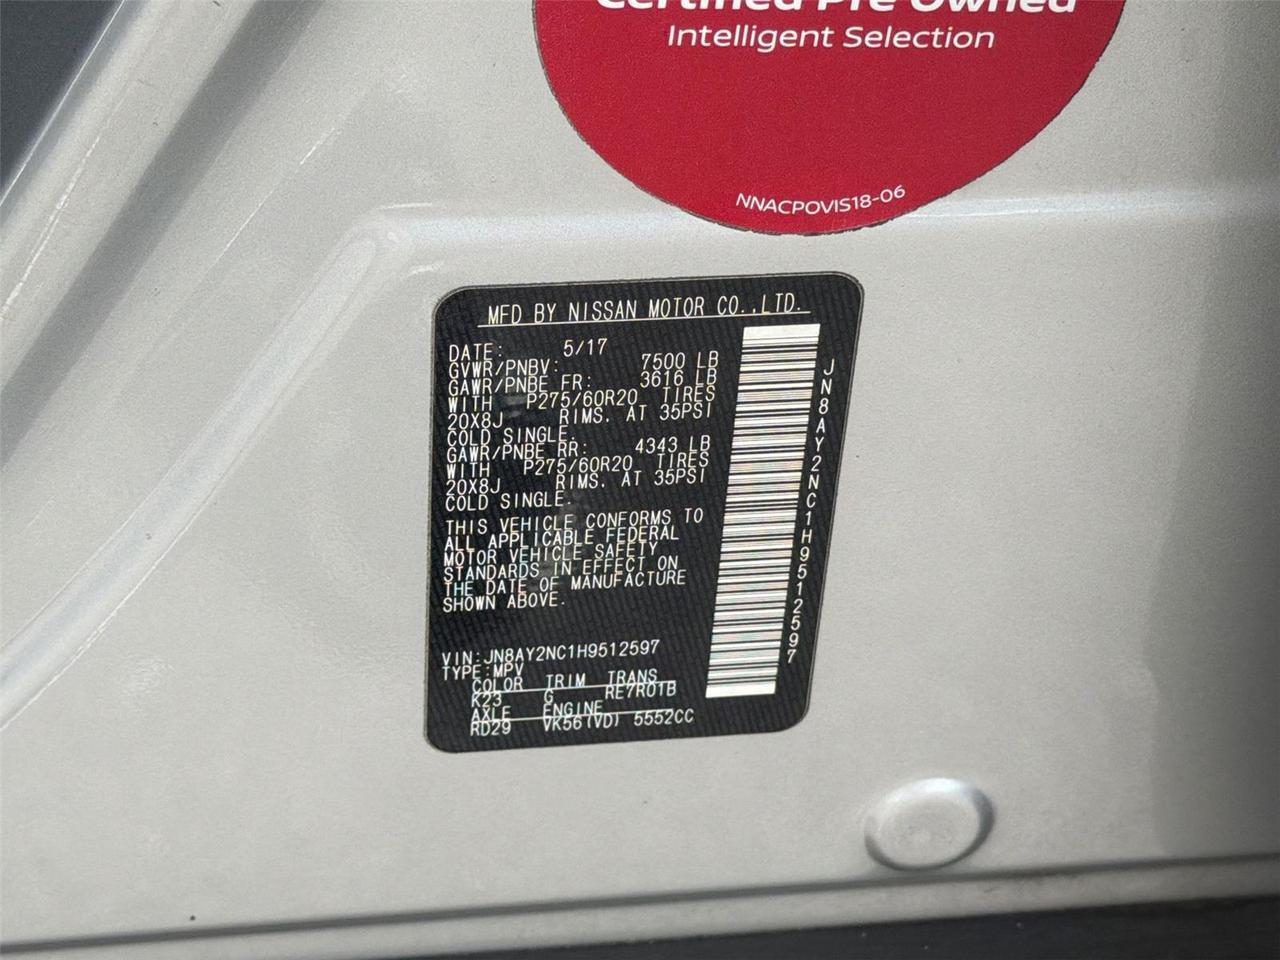 Certified Pre Owned
Intelligent Selection
NNACPOVIS18-06
MFD BY NISSAN MOTOR CO.,LTD.
DATE: 5/17
GVWR/PNBV: 7500 LB
GAWR/PNBE FR: 3616 LB
WITH P275/60R20 TIRES
20X8J RIMS. AT 35PSI
COLD SINGLE.
GAWR/PNBE RR: 4343 LB
WITH P275/60R20 TIRES
20X8J RIMS. AT 35PSI
COLD SINGLE.
THIS VEHICLE CONFORMS TO
ALL APPLICABLE FEDERAL
MOTOR VEHICLE SAFETY
STANDARDS IN EFFECT ON
THE DATE OF MANUFACTURE
SHOWN ABOVE.
VIN:JN8AY2NC1H9512597
TYPE:MPV
COLOR TRIM TRANS
K23 G RE7R01B
AXLE ENGINE
RD29 VK56(VD) 5552CC
JN8AY2NC1H9512597